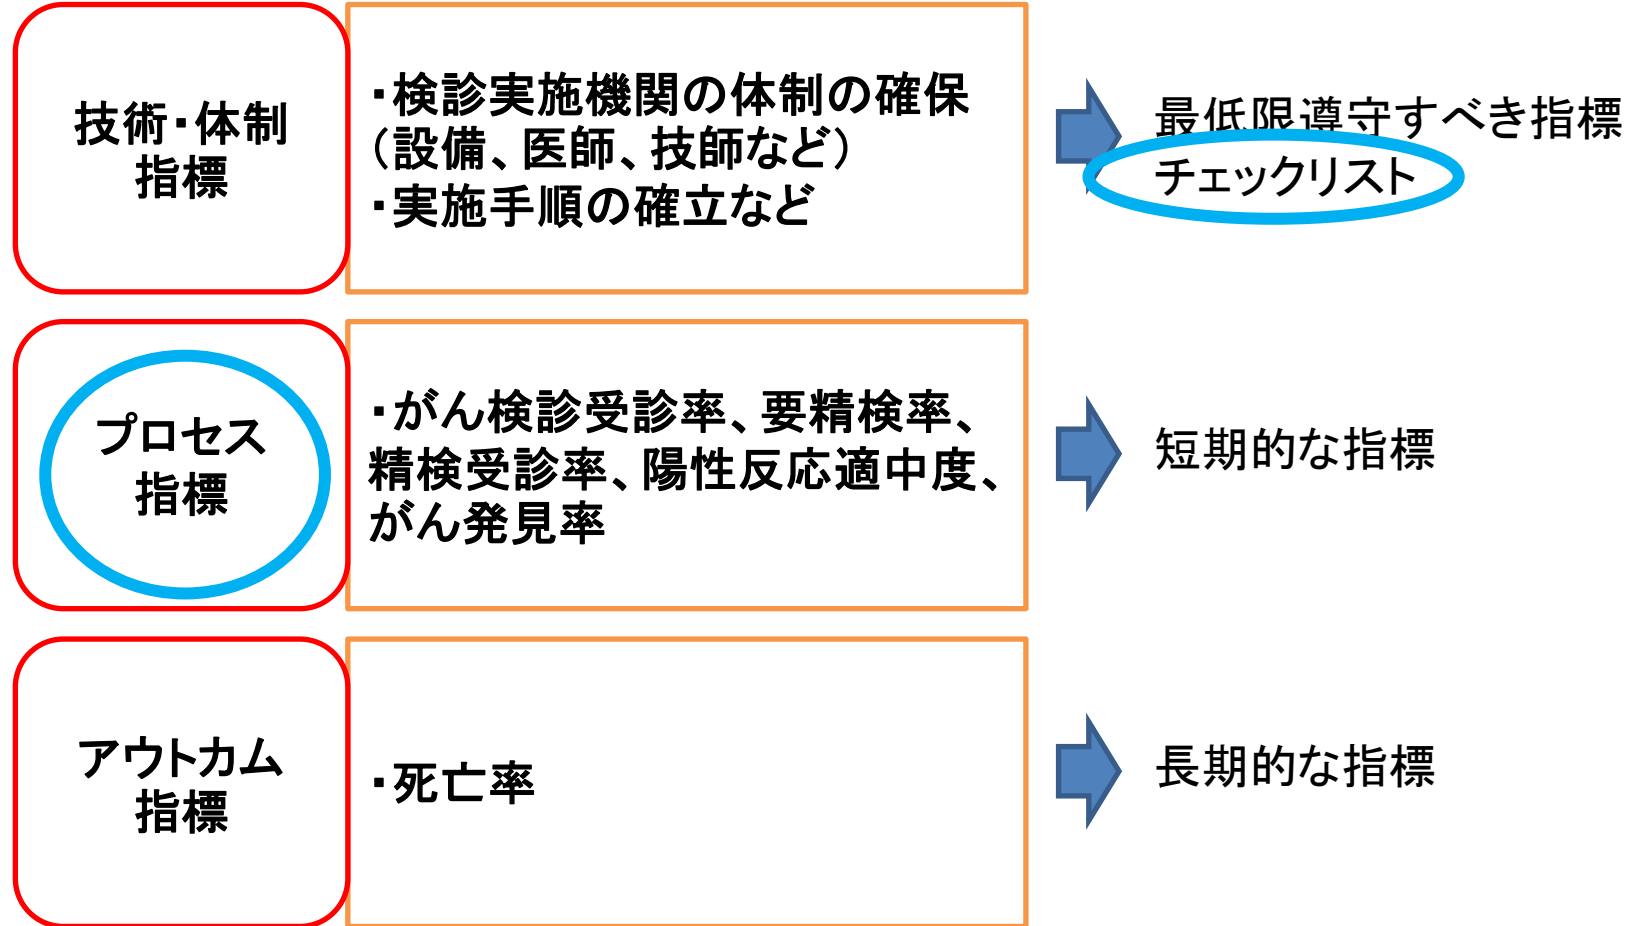 技術・体制
指標
・検診実施機関の体制の確保
（設備、医師、技師など）
・実施手順の確立など
最低限遵守すべき指標
チェックリスト
プロセス
指標
・がん検診受診率、要精検率、
精検受診率、陽性反応適中度、
がん発見率
短期的な指標
アウトカム
指標
・死亡率
長期的な指標